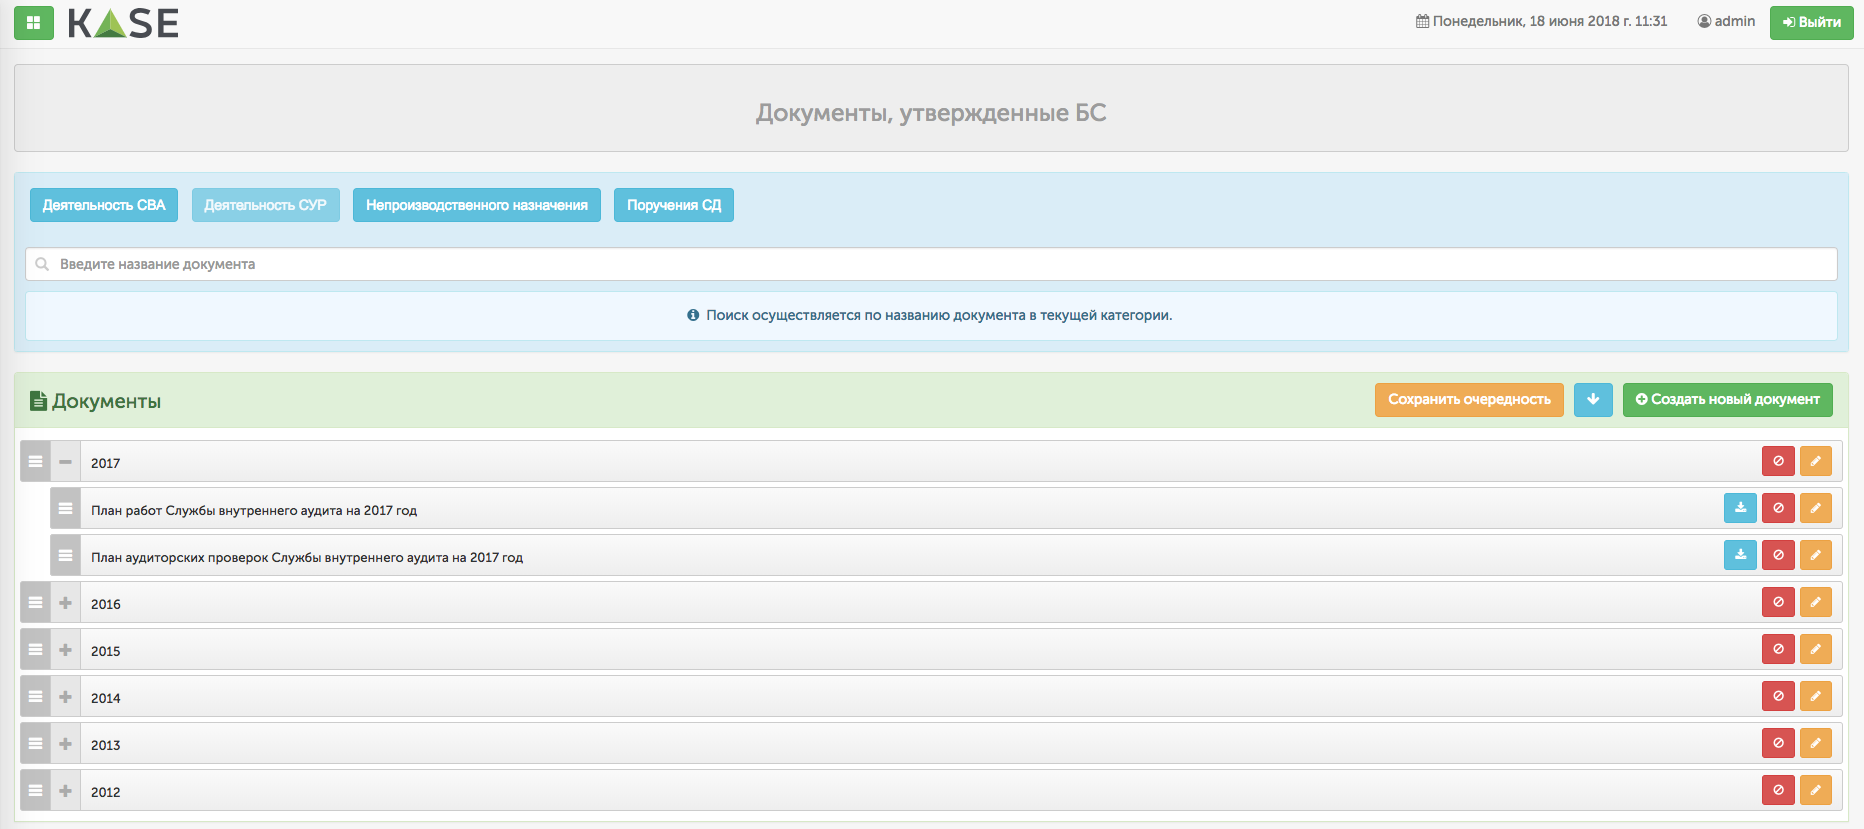 KASE
Понедельник, 18 июня 2018 г. 11:31
admin
Выйти
Документы, утвержденные БС
Деятельность СВА
Деятельность СУР
Непроизводственного назначения
Поручения СД
Введите название документа
Поиск осуществляется по названию документа в текущей категории.
Документы
Сохранить очередность
Создать новый документ
2017
План работ Службы внутреннего аудита на 2017 год
План аудиторских проверок Службы внутреннего аудита на 2017 год
2016
2015
2014
2013
2012